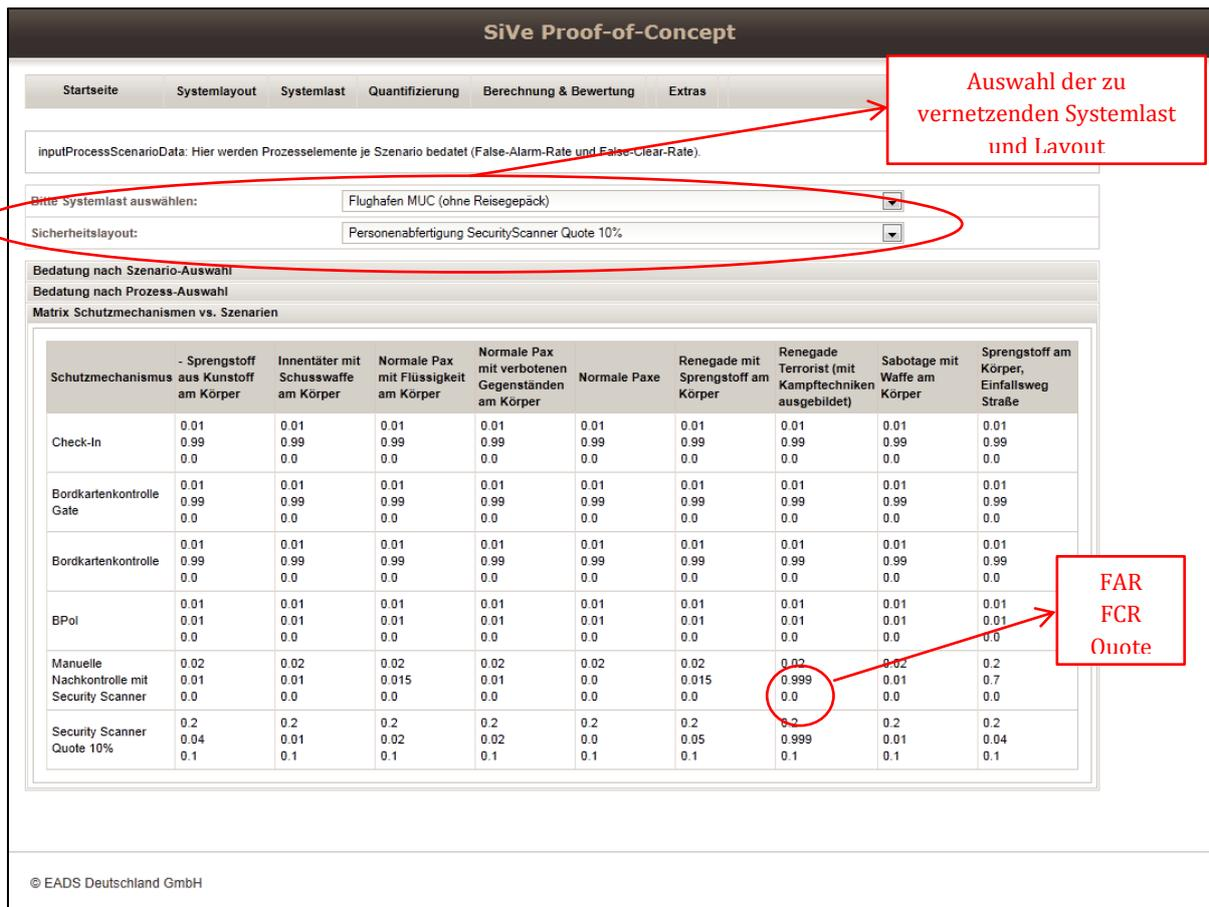 SiVe Proof-of-Concept
Startseite Systemlayout Systemlast Quantifizierung Berechnung & Bewertung Extras
Auswahl der zu
vernetzenden Systemlast
und Layout
inputProcessScenarioData: Hier werden Prozesselemente je Szenario bedatet (False-Alarm-Rate und False-Clear-Rate).
Bitte Systemlast auswählen: Flughafen MUC (ohne Reisegepäck)
Sicherheitslayout: Personenabfertigung SecurityScanner Quote 10%
Bedatung nach Szenario-Auswahl
Bedatung nach Prozess-Auswahl
Matrix Schutzmechanismen vs. Szenarien
Schutzmechanismus
- Sprengstoff
aus Kunstoff
am Körper
Innentäter mit
Schusswaffe
am Körper
Normale Pax
mit Flüssigkeit
am Körper
Normale Pax
mit verbotenen
Gegenständen
am Körper
Normale Paxe
Renegade mit
Sprengstoff am
Körper
Renegade
Terrorist (mit
Kampftechniken
ausgebildet)
Sabotage mit
Waffe am
Körper
Sprengstoff am
Körper,
Einfallsweg
Straße
Check-In
0.01 0.01 0.01 0.01 0.01 0.01 0.01 0.01 0.01
0.99 0.99 0.99 0.99 0.99 0.99 0.99 0.99 0.99
0.0 0.0 0.0 0.0 0.0 0.0 0.0 0.0 0.0
Bordkartenkontrolle
Gate
0.01 0.01 0.01 0.01 0.01 0.01 0.01 0.01 0.01
0.99 0.99 0.99 0.99 0.99 0.99 0.99 0.99 0.99
0.0 0.0 0.0 0.0 0.0 0.0 0.0 0.0 0.0
Bordkartenkontrolle
0.01 0.01 0.01 0.01 0.01 0.01 0.01 0.01 0.01
0.99 0.99 0.99 0.99 0.99 0.99 0.99 0.99 0.99
0.0 0.0 0.0 0.0 0.0 0.0 0.0 0.0 0.0
BPol
0.01 0.01 0.01 0.01 0.01 0.01 0.01 0.01 0.01
0.01 0.01 0.01 0.01 0.01 0.01 0.01 0.01 0.01
0.0 0.0 0.0 0.0 0.0 0.0 0.0 0.0 0.0
Manuelle
Nachkontrolle mit
Security Scanner
0.02 0.02 0.02 0.02 0.02 0.02 0.02 0.02 0.2
0.01 0.01 0.015 0.01 0.0 0.015 0.999 0.01 0.7
0.0 0.0 0.0 0.0 0.0 0.0 0.0 0.0 0.0
Security Scanner
Quote 10%
0.2 0.2 0.2 0.2 0.2 0.2 0.2 0.2 0.2
0.04 0.01 0.02 0.02 0.0 0.05 0.999 0.01 0.04
0.1 0.1 0.1 0.1 0.1 0.1 0.1 0.1 0.1
FAR
FCR
Quote
© EADS Deutschland GmbH